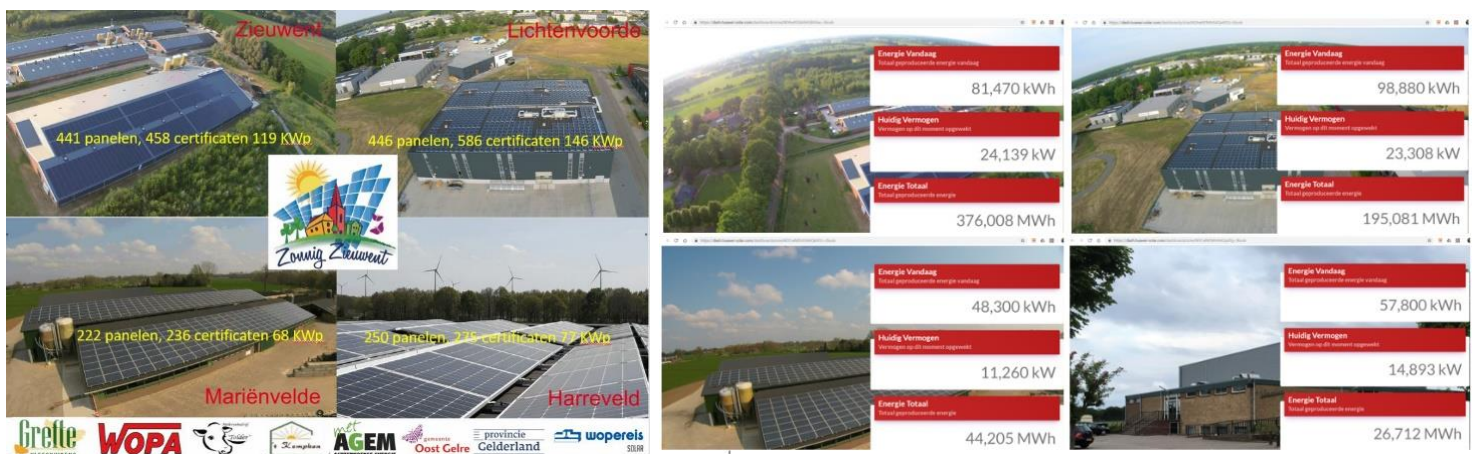 Zieuwent
441 panelen, 458 certificaten 119 KWp
Lichtenvoorde
446 panelen, 586 certificaten 146 KWp
Zonnig Zieuwent
222 panelen, 236 certificaten 68 KWp
Mariënvelde
250 panelen, 275 certificaten 77 KWp
Harreveld
Grefte
WOPA
't Kamphuus
met
AGEM
gemeente
Oost Gelre
provincie
Gelderland
wopereis
SOLAR
Energie Vandaag
Totaal geproduceerde energie vandaag
81,470 kWh
Huidig Vermogen
Vermogen op dit moment opgewekt
24,139 kW
Energie Totaal
Totaal geproduceerde energie
376,008 MWh
Energie Vandaag
Totaal geproduceerde energie vandaag
98,880 kWh
Huidig Vermogen
Vermogen op dit moment opgewekt
23,308 kW
Energie Totaal
Totaal geproduceerde energie
195,081 MWh
Energie Vandaag
Totaal geproduceerde energie vandaag
48,300 kWh
Huidig Vermogen
Vermogen op dit moment opgewekt
11,260 kW
Energie Totaal
Totaal geproduceerde energie
44,205 MWh
Energie Vandaag
Totaal geproduceerde energie vandaag
57,800 kWh
Huidig Vermogen
Vermogen op dit moment opgewekt
14,893 kW
Energie Totaal
Totaal geproduceerde energie
26,712 MWh